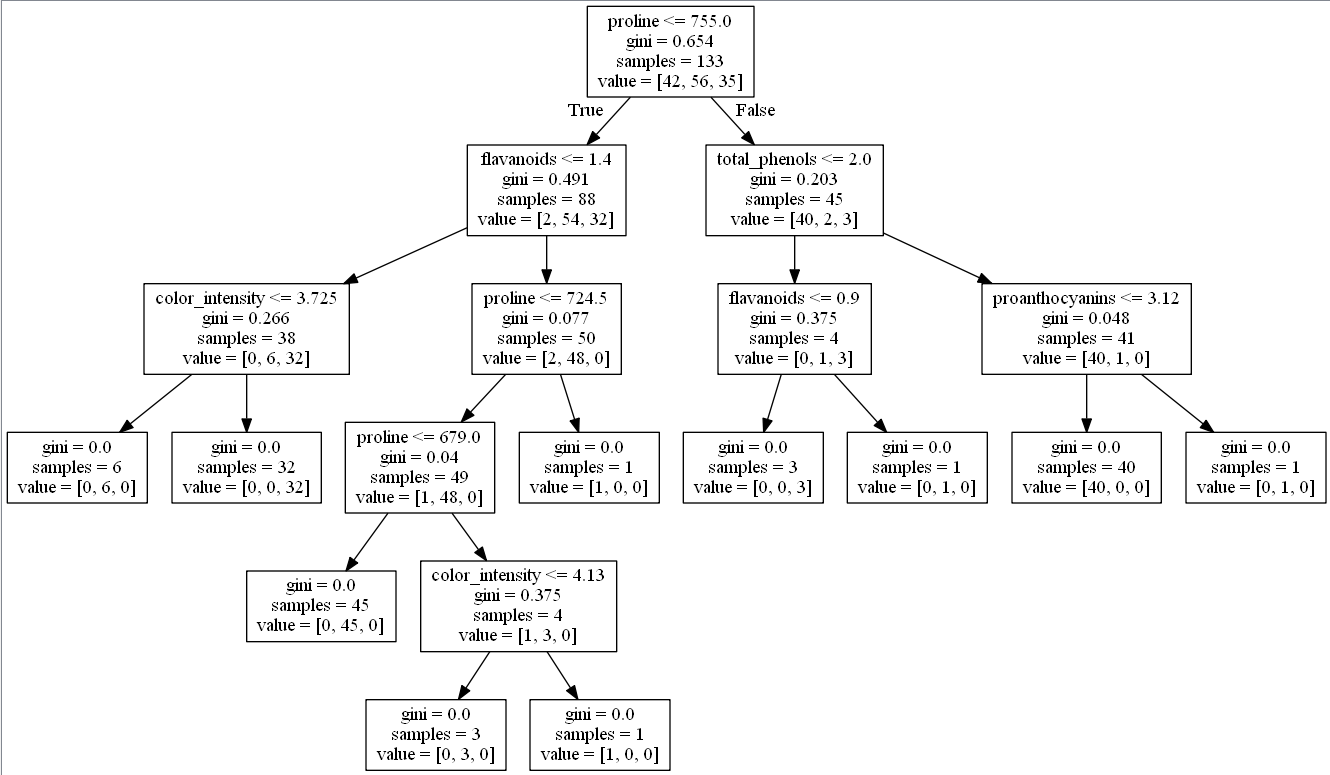 proline <= 755.0
gini = 0.654
samples = 133
value = [42, 56, 35]
True
False
flavanoids <= 1.4
gini = 0.491
samples = 88
value = [2, 54, 32]
total_phenols <= 2.0
gini = 0.203
samples = 45
value = [40, 2, 3]
color_intensity <= 3.725
gini = 0.266
samples = 38
value = [0, 6, 32]
proline <= 724.5
gini = 0.077
samples = 50
value = [2, 48, 0]
flavanoids <= 0.9
gini = 0.375
samples = 4
value = [0, 1, 3]
proanthocyanins <= 3.12
gini = 0.048
samples = 41
value = [40, 1, 0]
gini = 0.0
samples = 6
value = [0, 6, 0]
gini = 0.0
samples = 32
value = [0, 0, 32]
proline <= 679.0
gini = 0.04
samples = 49
value = [1, 48, 0]
gini = 0.0
samples = 1
value = [1, 0, 0]
gini = 0.0
samples = 3
value = [0, 0, 3]
gini = 0.0
samples = 1
value = [0, 1, 0]
gini = 0.0
samples = 40
value = [40, 0, 0]
gini = 0.0
samples = 1
value = [0, 1, 0]
gini = 0.0
samples = 45
value = [0, 45, 0]
color_intensity <= 4.13
gini = 0.375
samples = 4
value = [1, 3, 0]
gini = 0.0
samples = 3
value = [0, 3, 0]
gini = 0.0
samples = 1
value = [1, 0, 0]